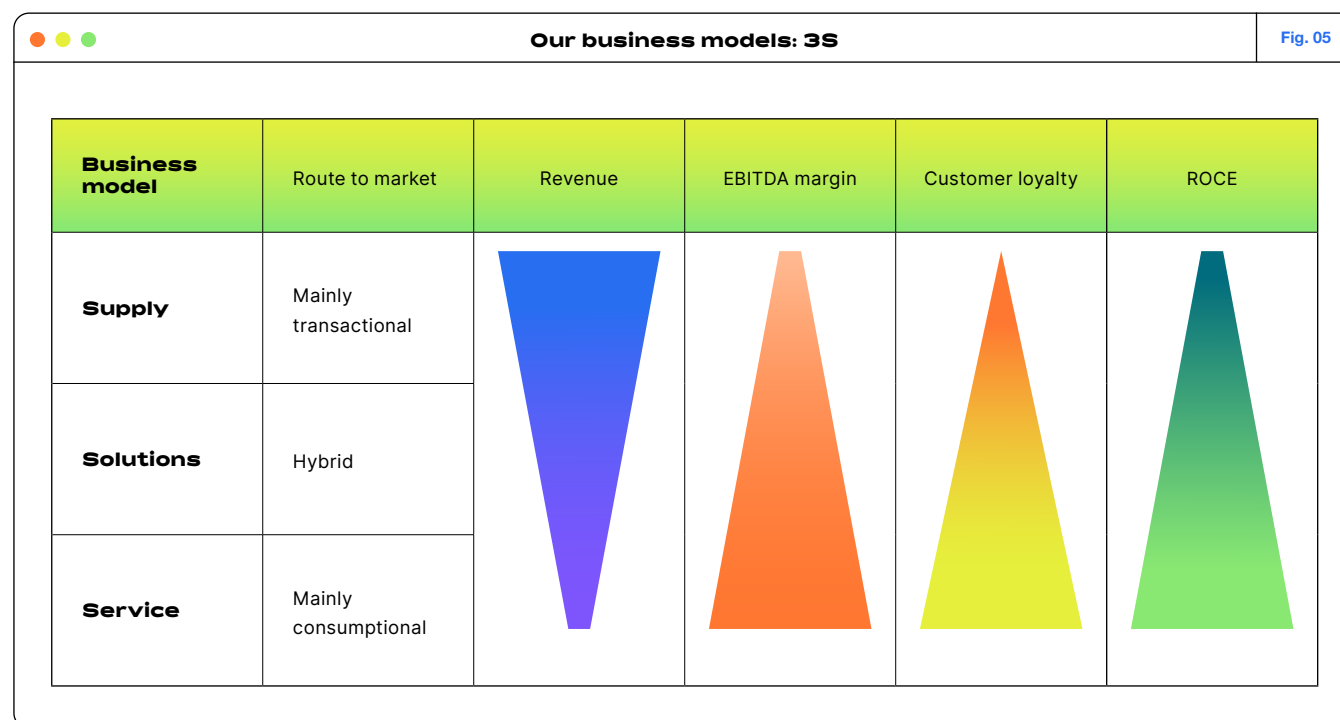 Our business models: 3S
Fig. 05
Business
model
Route to market
Revenue
EBITDA margin
Customer loyalty
ROCE
Supply
Mainly
transactional
Solutions
Hybrid
Service
Mainly
consumptional